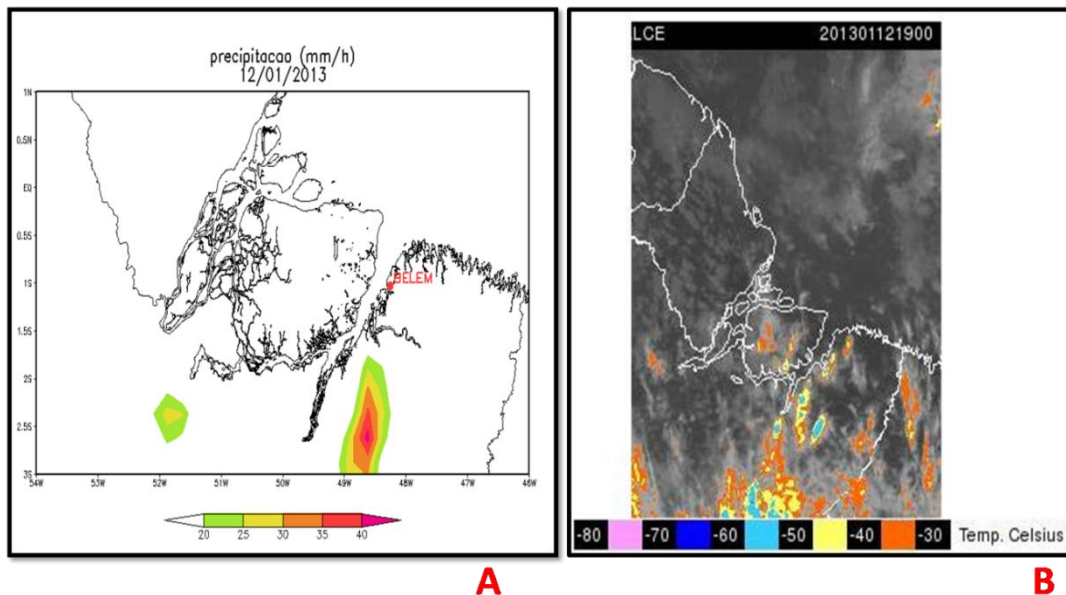 precipitacao (mm/h)
12/01/2013
1N
0.5N
EQ
0.5S
1S
1.5S
2S
2.5S
3S
BELEM
54W 53W 52W 51W 50W 49W 48W 47W 46W
20 25 30 35 40
A
LCE 201301121900
-80 -70 -60 -50 -40 -30 Temp. Celsius
B